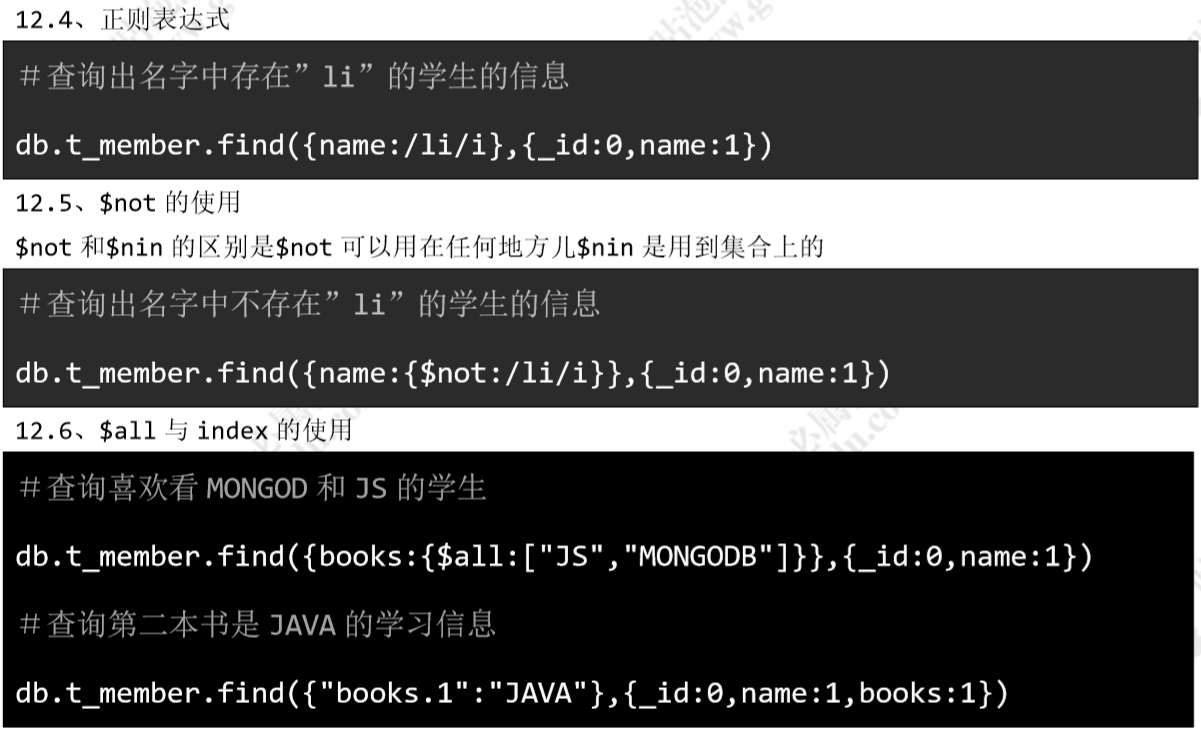 12.4、正则表达式
＃查询出名字中存在”li”的学生的信息
db.t_member.find({name:/li/i},{_id:0,name:1})
12.5、$not 的使用
$not 和$nin 的区别是$not 可以用在任何地方儿$nin 是用到集合上的
＃查询出名字中不存在”li”的学生的信息
db.t_member.find({name:{$not:/li/i}},{_id:0,name:1})
12.6、$all 与 index 的使用
＃查询喜欢看 MONGOD 和 JS 的学生
db.t_member.find({books:{$all:["JS","MONGODB"]}},{_id:0,name:1})
＃查询第二本书是 JAVA 的学习信息
db.t_member.find({"books.1":"JAVA"},{_id:0,name:1,books:1})